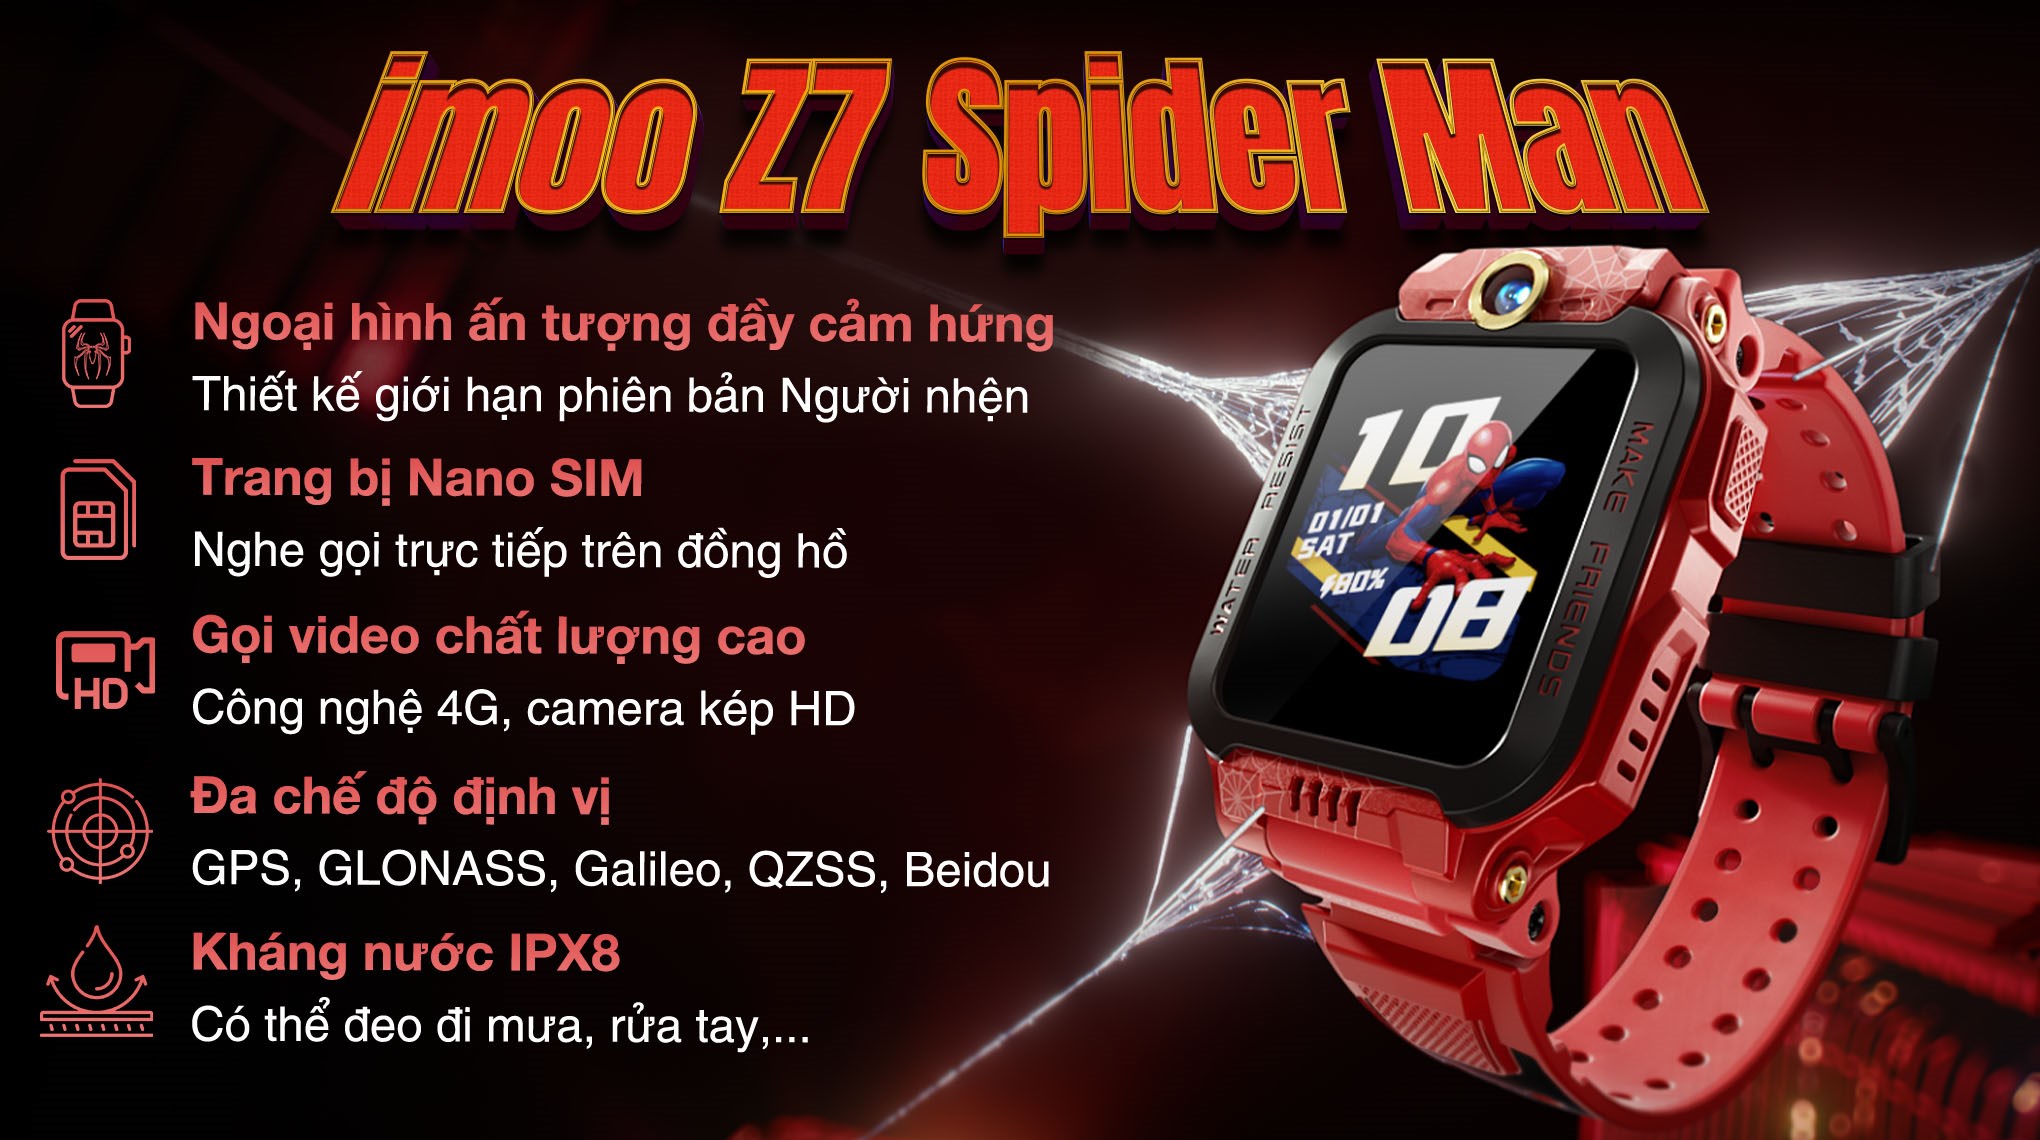 imoo Z7 Spider Man
Ngoại hình ấn tượng đầy cảm hứng
Thiết kế giới hạn phiên bản Người nhện
Trang bị Nano SIM
Nghe gọi trực tiếp trên đồng hồ
HD
Gọi video chất lượng cao
Công nghệ 4G, camera kép HD
Đa chế độ định vị
GPS, GLONASS, Galileo, QZSS, Beidou
Kháng nước IPX8
Có thể đeo đi mưa, rửa tay,...
WATER RESIST
MAKE FRIENDS
10
01/01
SAT
80%
08